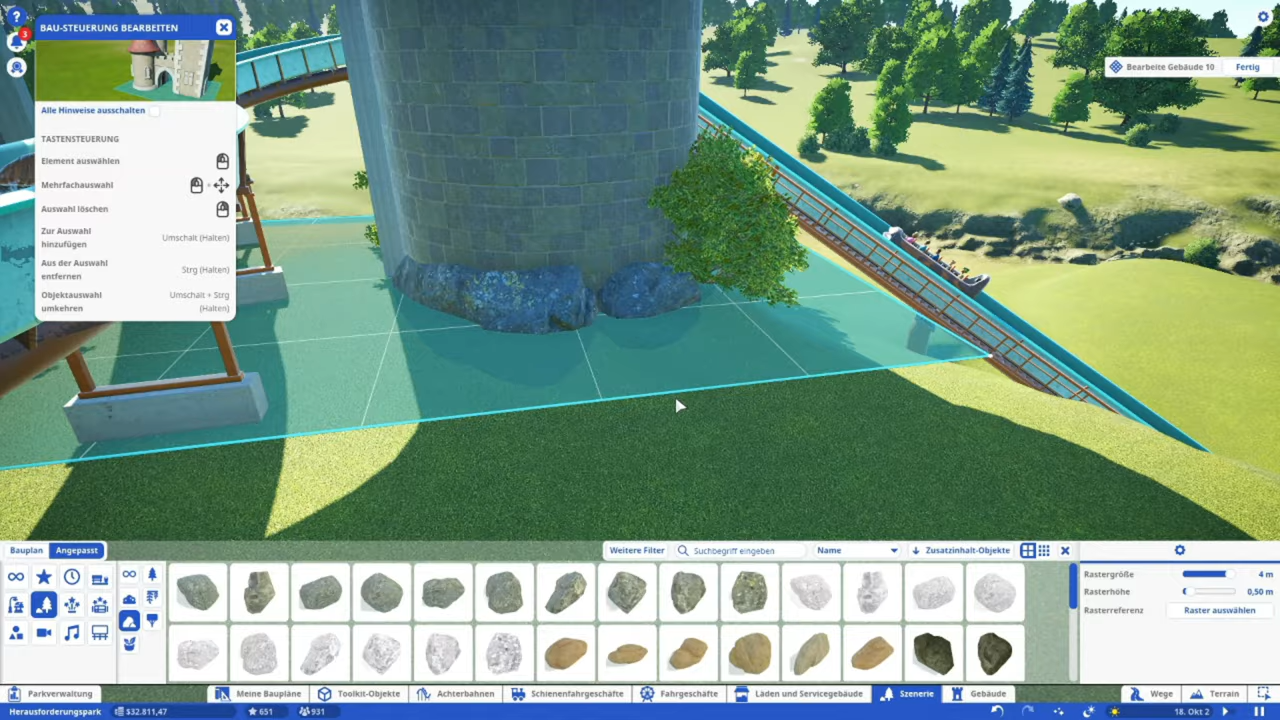 ?
BAU-STEUERUNG BEARBEITEN
3
Alle Hinweise ausschalten
TASTENSTEUERUNG
Element auswählen
Mehrfachauswahl
Auswahl löschen
Zur Auswahl
hinzufügen
Umschalt (Halten)
Aus der Auswahl
entfernen
Strg (Halten)
Objektauswahl
umkehren
Umschalt + Strg
(Halten)
Bearbeite Gebäude 10
Fertig
Bauplan
Angepasst
Weitere Filter
Suchbegriff eingeben
Name
Zusatzinhalt-Objekte
Rastergröße
4 m
Rasterhöhe
0,50 m
Rasterreferenz
Raster auswählen
Parkverwaltung
Meine Baupläne
Toolkit-Objekte
Achterbahnen
Schienenfahrgeschäfte
Fahrgeschäfte
Läden und Servicegebäude
Szenerie
Gebäude
Wege
Terrain
Herausforderungspark
$32.811,47
651
931
18. Okt 2